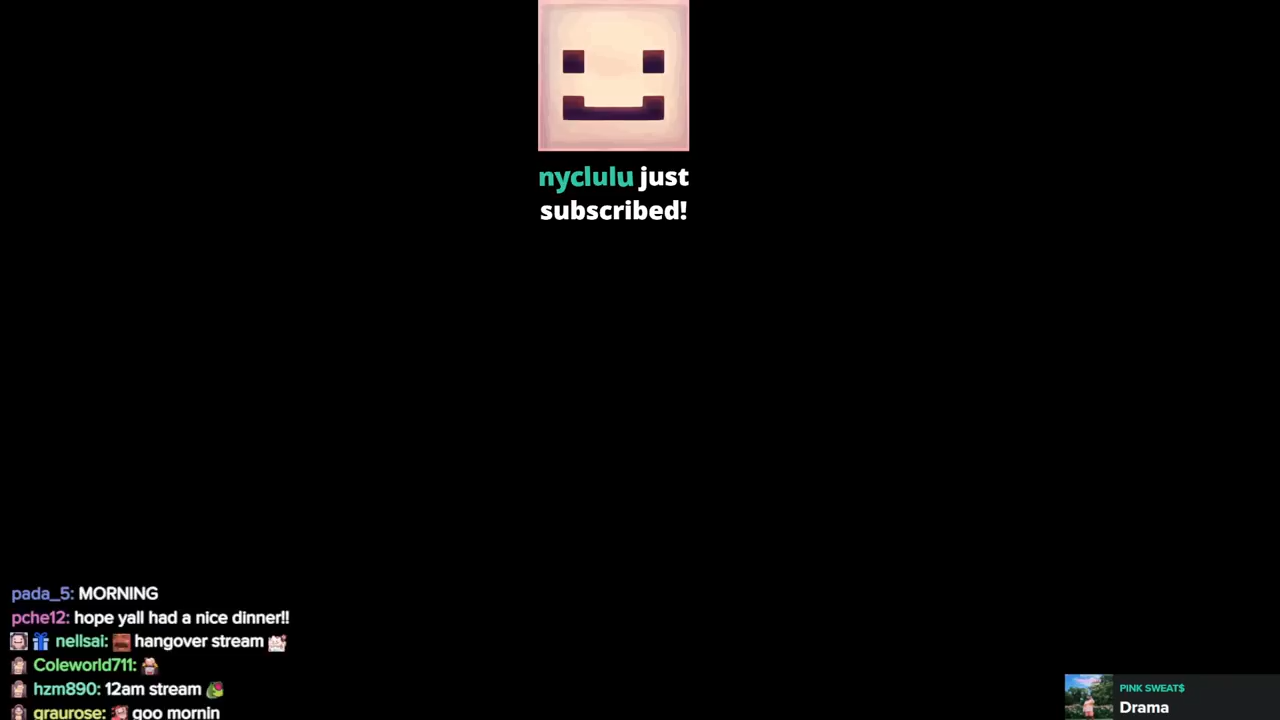 nyclulu just
subscribed!
pada_5: MORNING
pche12: hope yall had a nice dinner!!
nellsai: hangover stream
Coleworld711:
hzm890: 12am stream
graurose: goo mornin
PINK SWEAT$
Drama